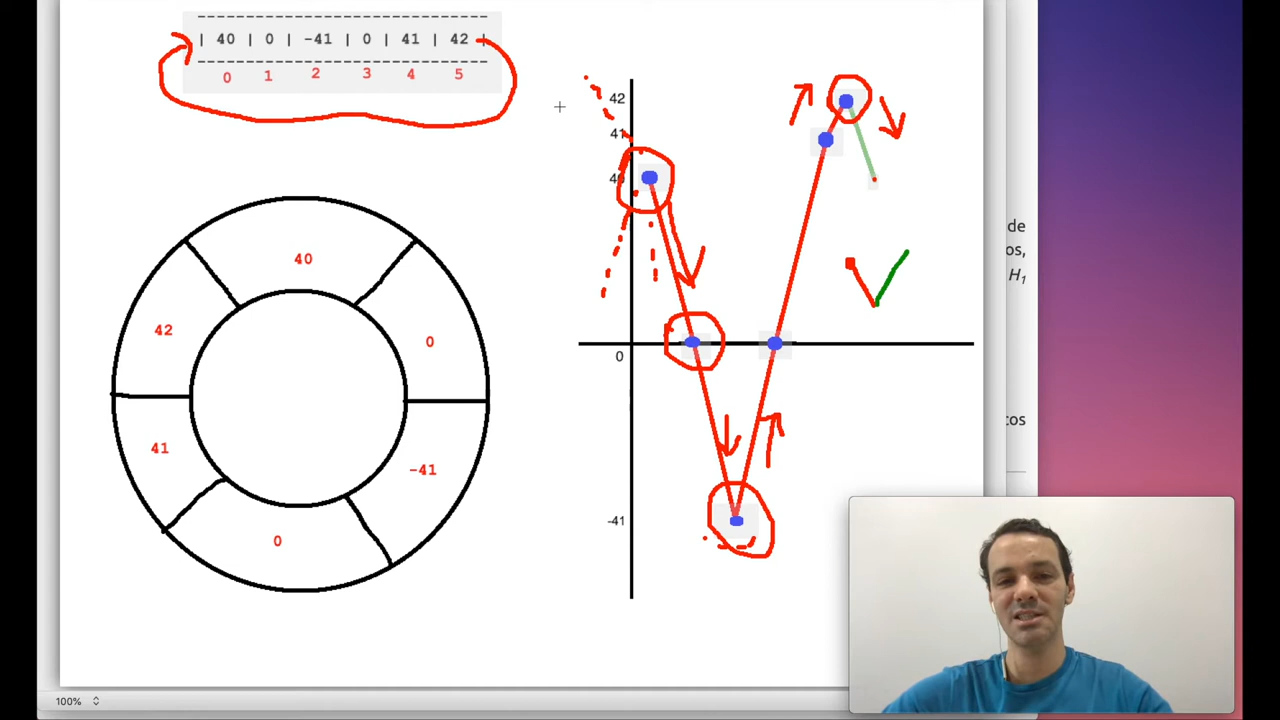 | 40 | 0 | -41 | 0 | 41 | 42 |
0 1 2 3 4 5
42
41
40
0
-41
40
42
0
41
-41
0
de
os,
H1
cos
100%